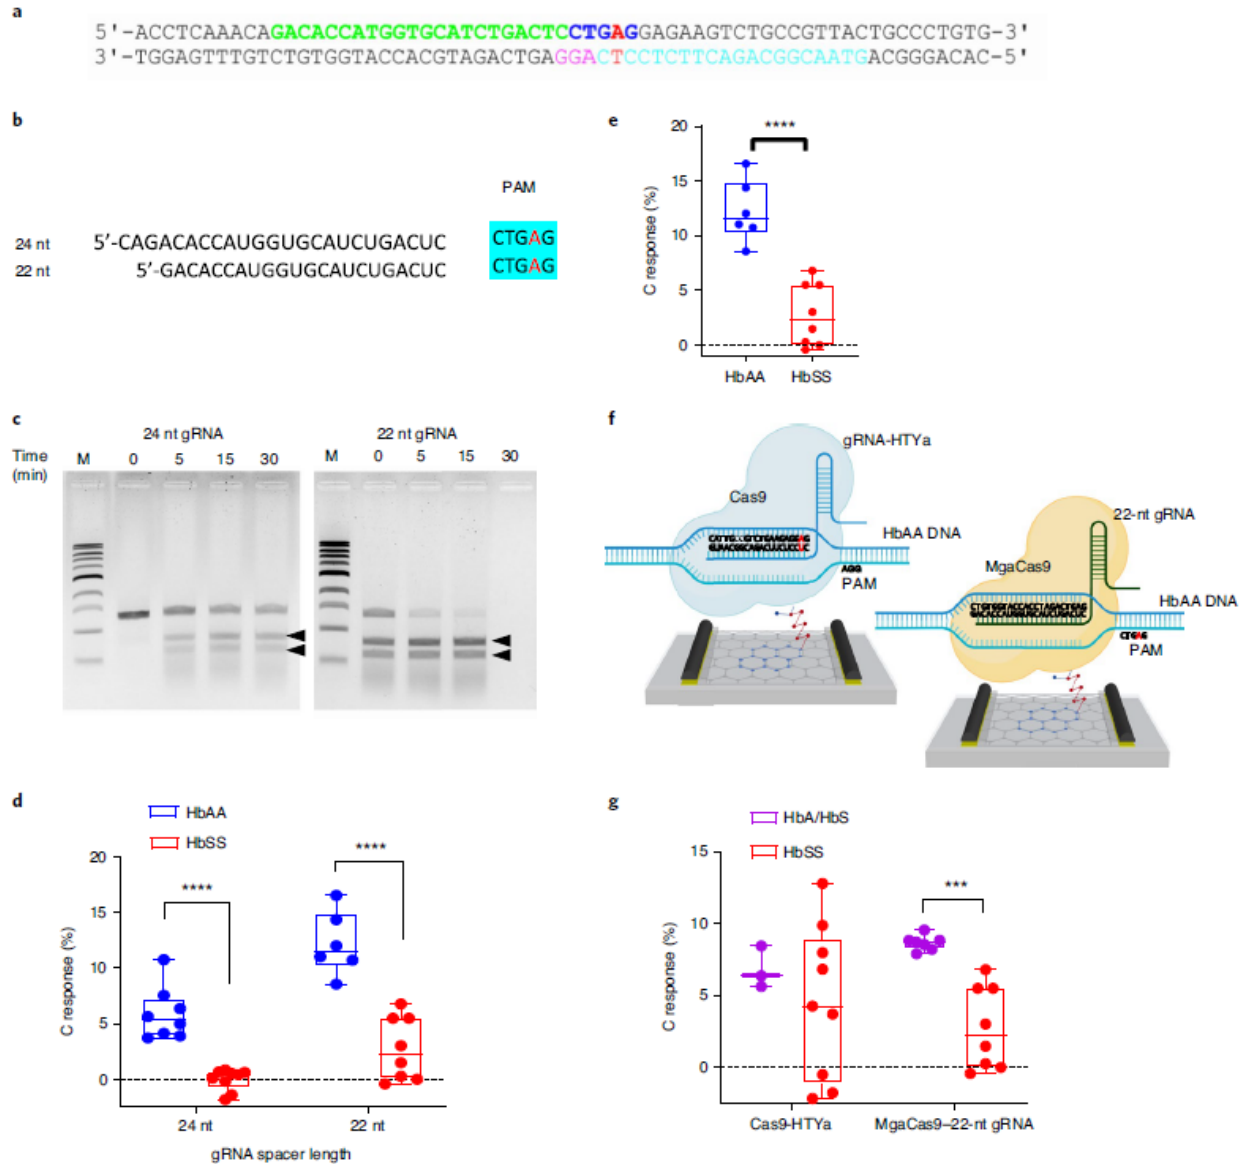 a
5'-ACCTCAAACAGACACCATGGTGCATCTGACTCCTGAGGAGAAGTCTGCCGTTACTGCCCTGTG-3'
3'-TGGAGTTTGTCTGTGGTACCACGTAGACTGAGGACTCCTCTTCAGACGGCAATGACGGGACAC-5'
b
PAM
24 nt 5'-CAGACACCAUGGUGCAUCUGACUC CTGAG
22 nt 5'-GACACCAUGGUGCAUCUGACUC CTGAG
c
24 nt gRNA 22 nt gRNA
Time (min) M 0 5 15 30 M 0 5 15 30
d
HbAA
HbSS
**** ****
C response (%)
20
15
10
5
0
24 nt 22 nt
gRNA spacer length
e
****
C response (%)
20
15
10
5
0
HbAA HbSS
f
gRNA-HTYa
Cas9
HbAA DNA
AGG
PAM
22-nt gRNA
MgaCas9
HbAA DNA
GACACCAUGGUGCAUCUGACUC
CTGAG
PAM
g
HbA/HbS
HbSS
***
C response (%)
15
10
5
0
Cas9-HTYa MgaCas9–22-nt gRNA